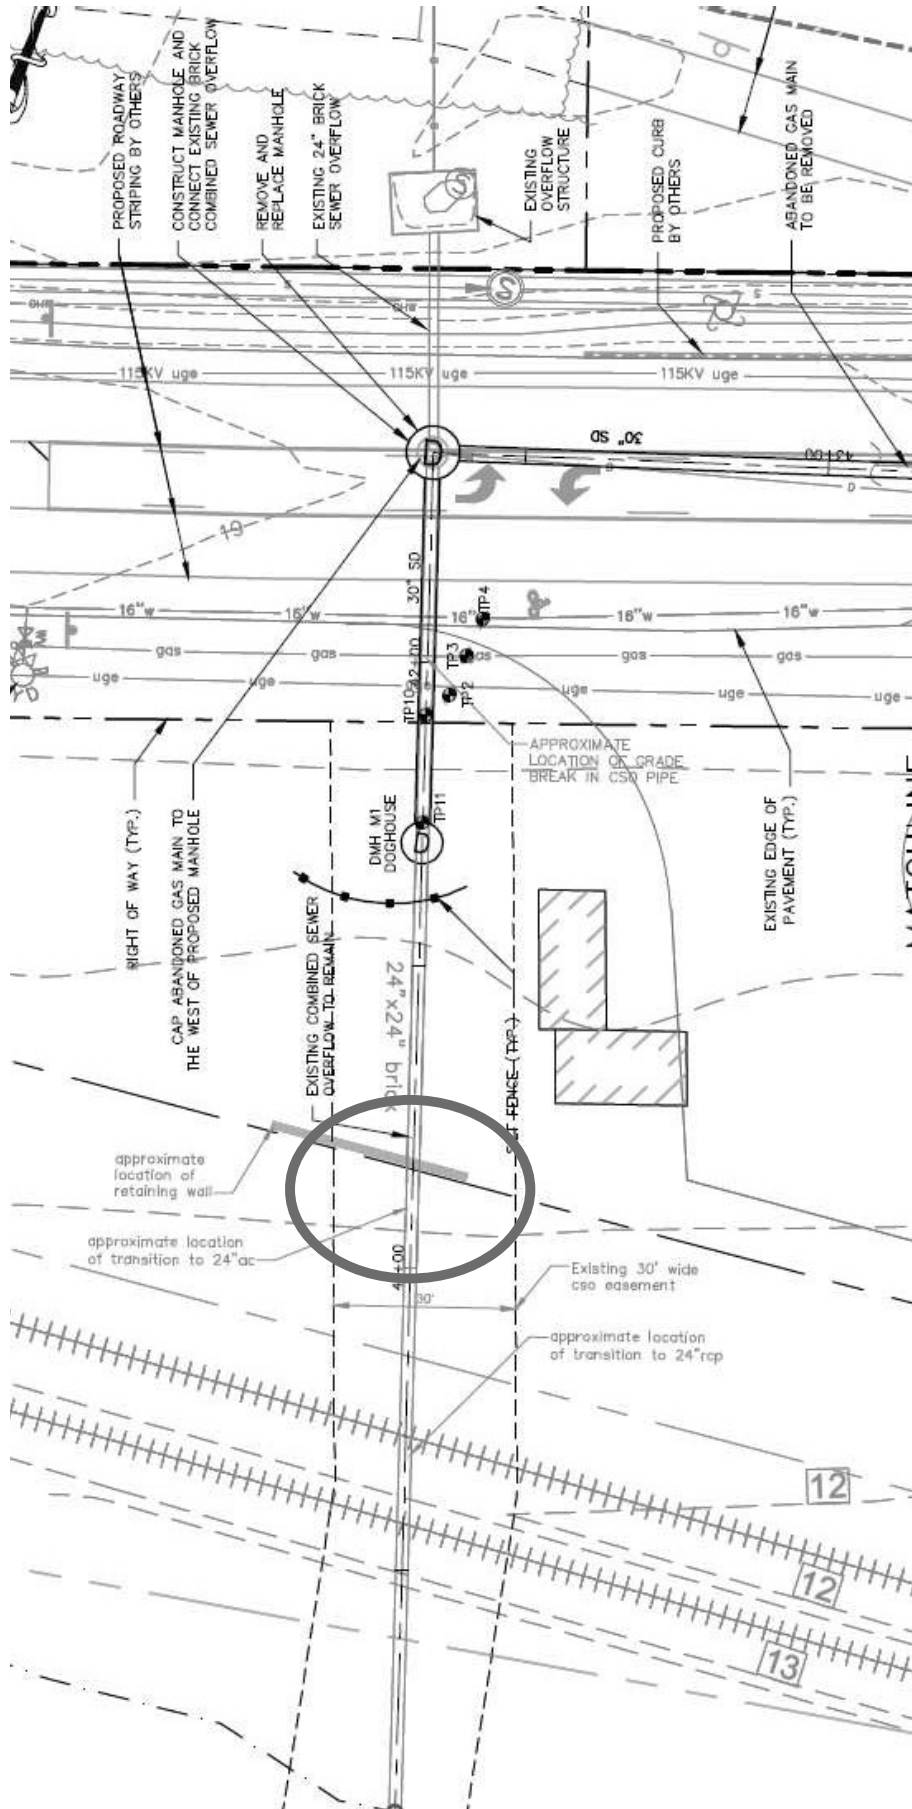 PROPOSED ROADWAY
STRIPING BY OTHERS
CONSTRUCT MANHOLE AND
CONNECT EXISTING BRICK
COMBINED SEWER OVERFLOW
REMOVE AND
REPLACE MANHOLE
EXISTING 24" BRICK
SEWER OVERFLOW
EXISTING
OVERFLOW
STRUCTURE
PROPOSED CURB
BY OTHERS
ABANDONED GAS MAIN
TO BE REMOVED
S
S
OHW
OHW
115KV uge
115KV uge
115KV uge
D
30" SD
43+00
D
19
30" SD
16"w
16"w
16"
16"w
16"w
TP4
gas
gas
TP3
gas
gas
gas
42+00
uge
uge
TP2
uge
uge
uge
TP10
APPROXIMATE
LOCATION OF GRADE
BREAK IN CSO PIPE
RIGHT OF WAY (TYP.)
CAP ABANDONED GAS MAIN TO
THE WEST OF PROPOSED MANHOLE
TP11
DMH M1
DOGHOUSE
D
EXISTING EDGE OF
PAVEMENT (TYP.)
EXISTING COMBINED SEWER
OVERFLOW TO REMAIN
24"x24" brick
FENCE (TYP.)
approximate
location of
retaining wall
approximate location
of transition to 24"ac
Existing 30' wide
cso easement
30'
approximate location
of transition to 24"rcp
12
12
13